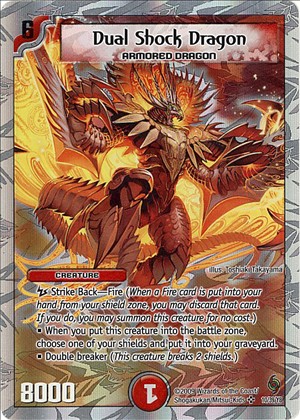 6
Dual Shock Dragon
ARMORED DRAGON
illus. Toshiaki Takayama
CREATURE
Strike Back—Fire (When a Fire card is put into your
hand from your shield zone, you may discard that card.
If you do, you may summon this creature for no cost.)
• When you put this creature into the battle zone,
choose one of your shields and put it into your graveyard.
• Double breaker (This creature breaks 2 shields.)
8000
1
Wizards of the Coast/
Shogakukan/Mitsui-Kids